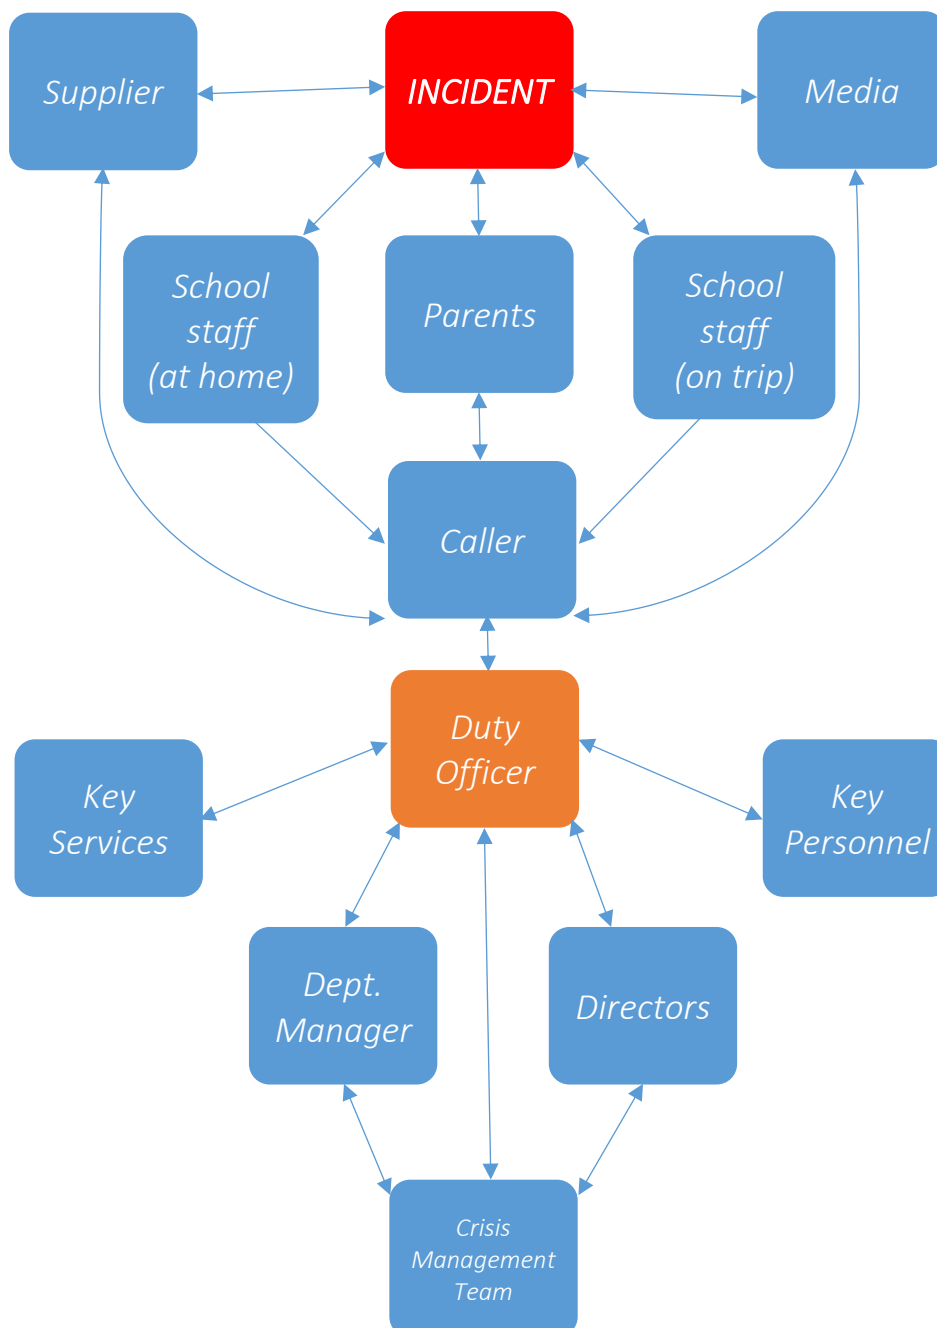 Supplier
INCIDENT
Media
School
staff
(at home)
Parents
School
staff
(on trip)
Caller
Duty
Officer
Key
Services
Key
Personnel
Dept.
Manager
Directors
Crisis
Management
Team